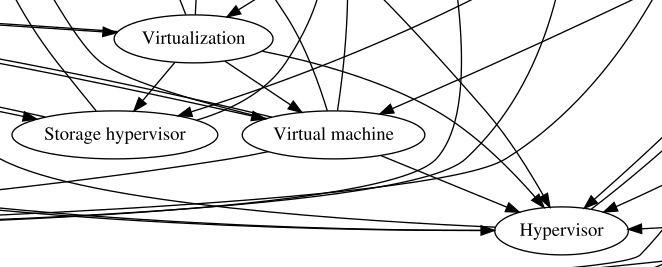 Virtualization
Storage hypervisor
Virtual machine
Hypervisor